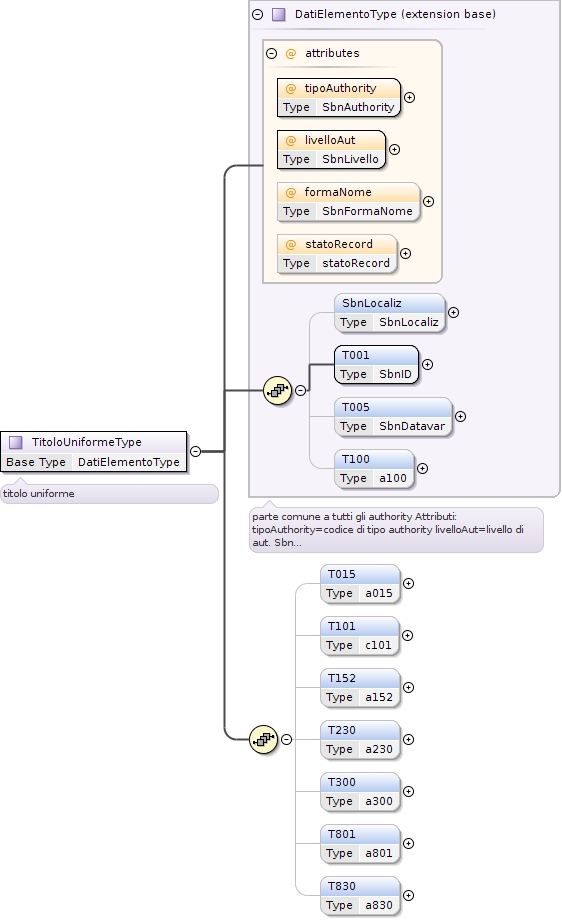 DatiElementoType (extension base)
@ attributes
@ tipoAuthority
Type SbnAuthority
@ livelloAut
Type SbnLivello
@ formaNome
Type SbnFormaNome
@ statoRecord
Type statoRecord
SbnLocaliz
Type SbnLocaliz
T001
Type SbnID
T005
Type SbnDatavar
T100
Type a100
TitoloUniformeType
Base Type DatiElementoType
titolo uniforme
parte comune a tutti gli authority Attributi:
tipoAuthority=codice di tipo authority livelloAut=livello di
aut. Sbn...
T015
Type a015
T101
Type c101
T152
Type a152
T230
Type a230
T300
Type a300
T801
Type a801
T830
Type a830